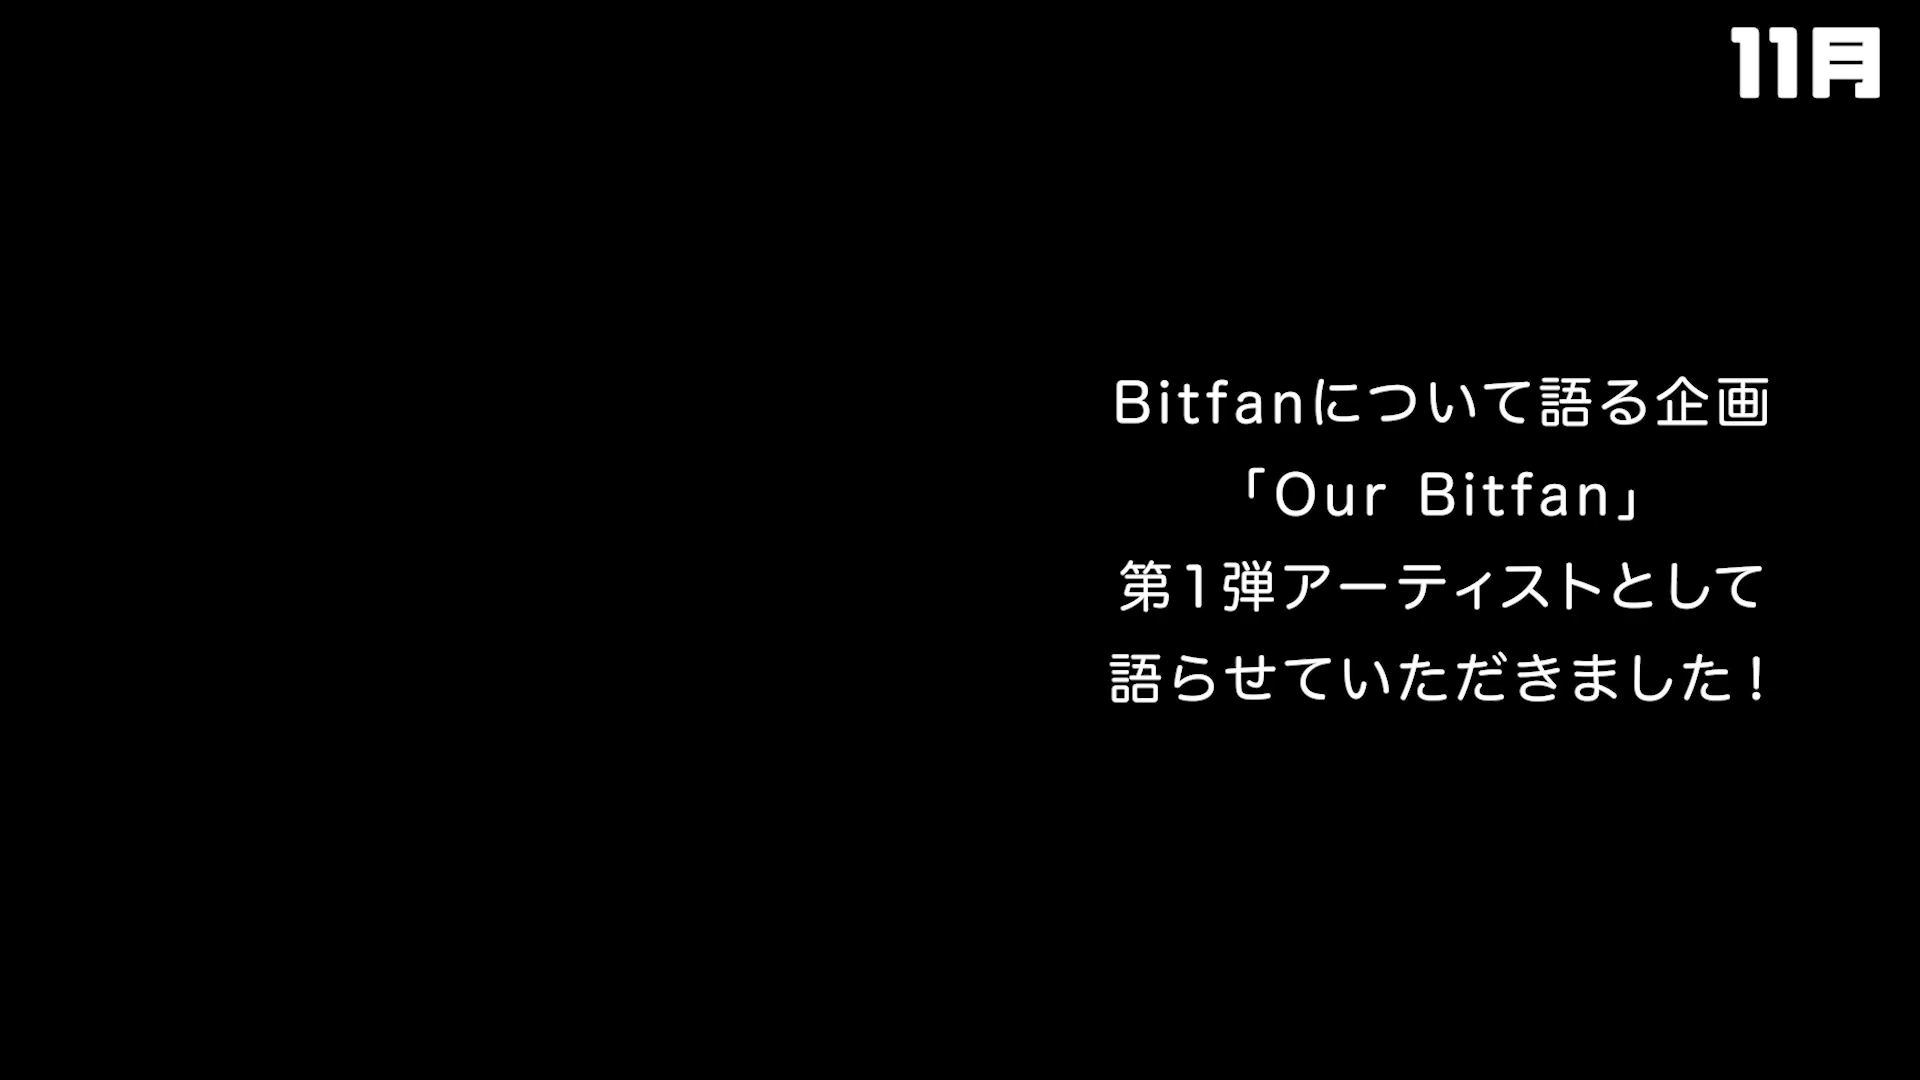 11月
Bitfanについて語る企画
「Our Bitfan」
第1弾アーティストとして
語らせていただきました！